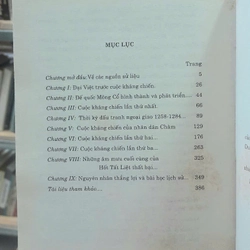 MỤC LỤC
Trang
Chương mở đầu: Về các nguồn sử liệu 5
Chương I: Đại Việt trước cuộc kháng chiến. 26
Chương II: Đế quốc Mông Cổ hình thành và phát triển... 44
Chương III: Cuộc kháng chiến lần thứ nhất. 66
Chương IV: Thời kỳ đấu tranh ngoại giao 1258-1284... 99
Chương V: Cuộc kháng chiến của nhân dân Chăm 129
Chương VI: Cuộc kháng chiến lần thứ hai. 176
Chương VII: Cuộc kháng chiến lần thứ ba... 263
Chương VIII: Những âm mưu cuối cùng của 325
Hốt Tất Liệt thất bại...
Chương IX: Nguyên nhân thắng lợi và bài học lịch sử. 349
Tài liệu tham khảo... 386